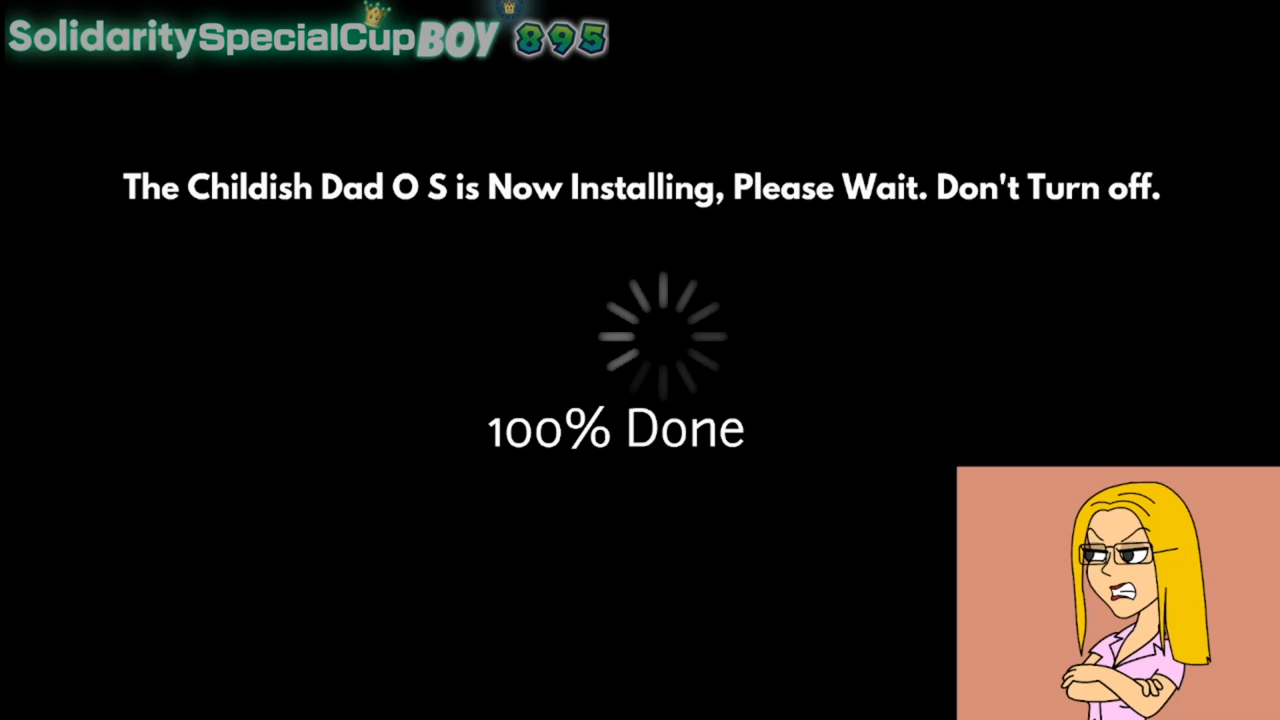 SolidaritySpecialCupBOY 895
The Childish Dad O S is Now Installing, Please Wait. Don't Turn off.
100% Done